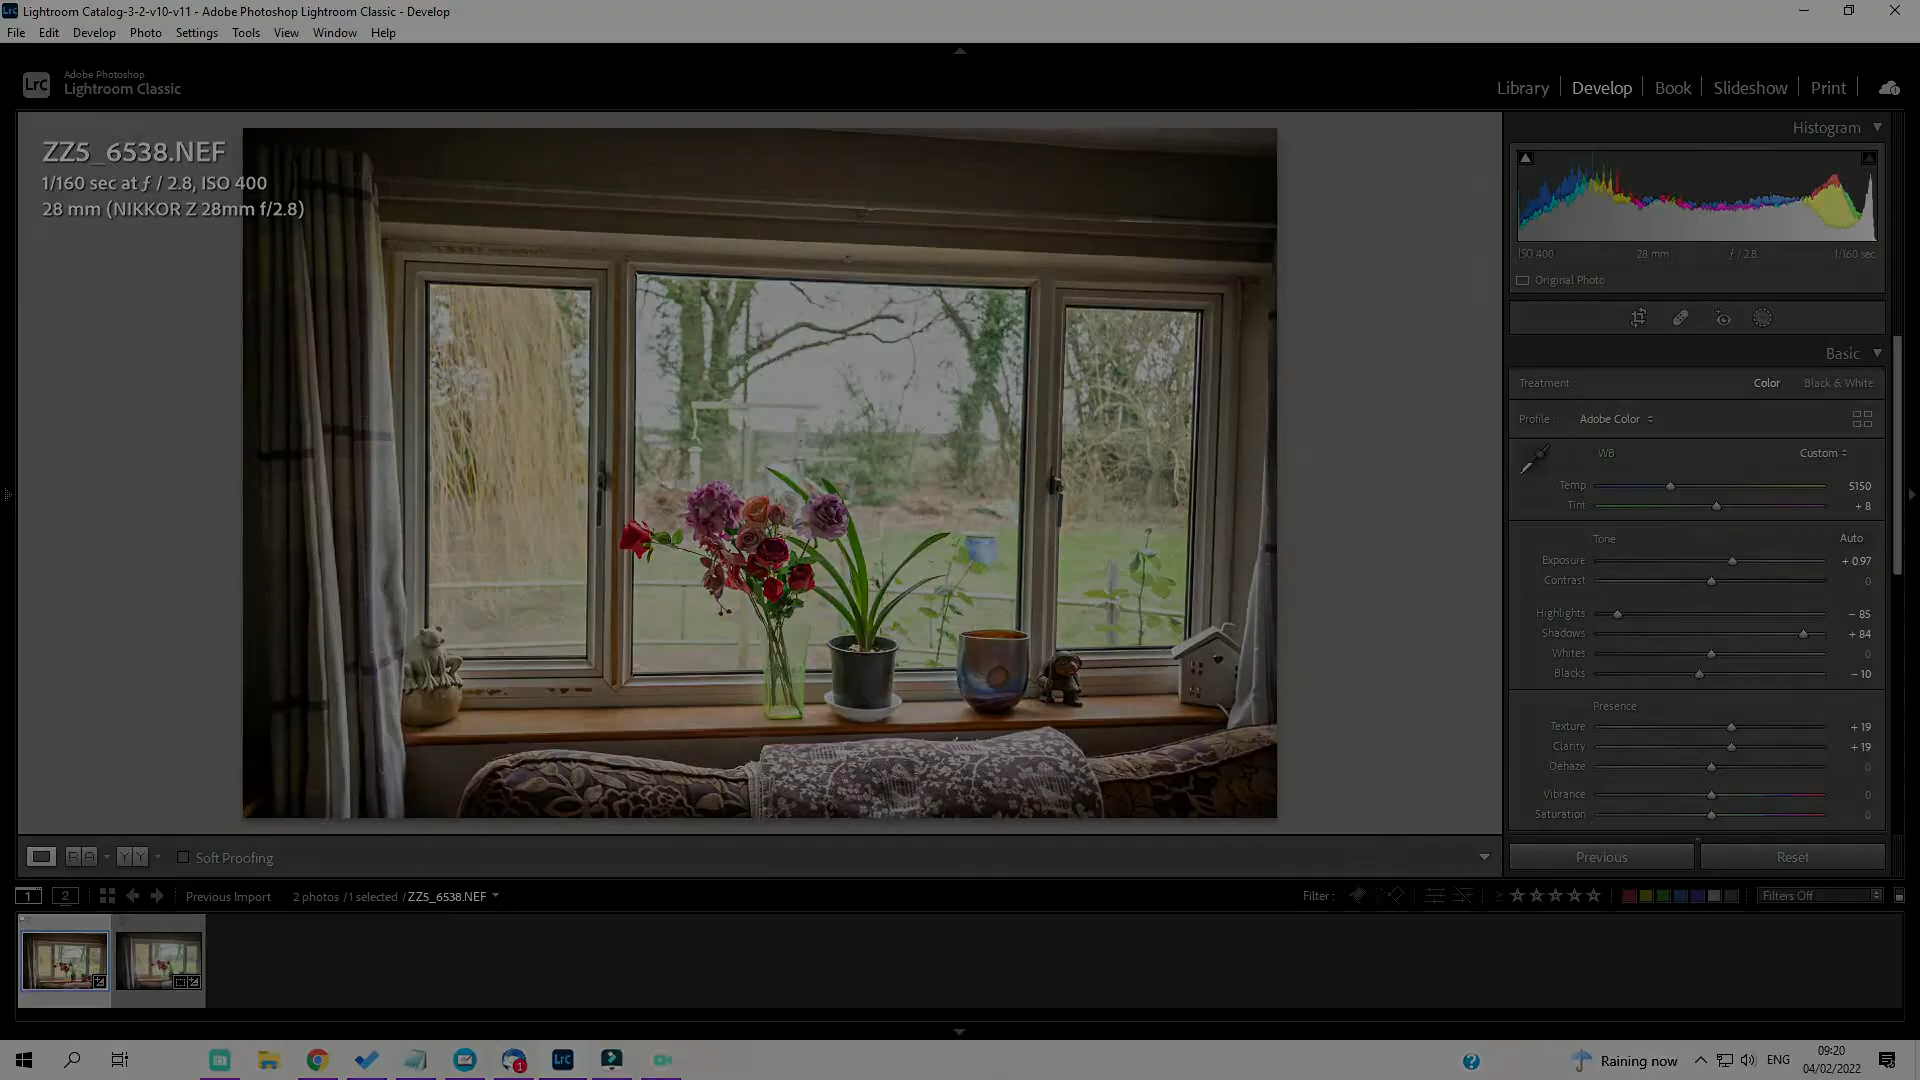 Lrc Lightroom Catalog-3-2-v10-v11 - Adobe Photoshop Lightroom Classic - Develop
File Edit Develop Photo Settings Tools View Window Help
LrC Adobe Photoshop
Lightroom Classic
Library Develop Book Slideshow Print
Histogram
ZZ5_6538.NEF
1/160 sec at ƒ / 2.8, ISO 400
28 mm (NIKKOR Z 28mm f/2.8)
ISO 400 28 mm ƒ / 2.8 1/160 sec
Original Photo
Basic
Treatment : Color Black & White
Profile : Adobe Color
WB Custom
Temp 5150
Tint + 8
Tone Auto
Exposure + 0.97
Contrast 0
Highlights − 85
Shadows + 84
Whites 0
Blacks − 10
Presence
Texture + 19
Clarity + 19
Dehaze 0
Vibrance 0
Saturation 0
R A Y Y Soft Proofing
Previous Reset
1 2 Previous Import 2 photos / 1 selected / ZZ5_6538.NEF Filter : ≥ Filters Off
1 Lrc ? Raining now ENG 09:20
04/02/2022